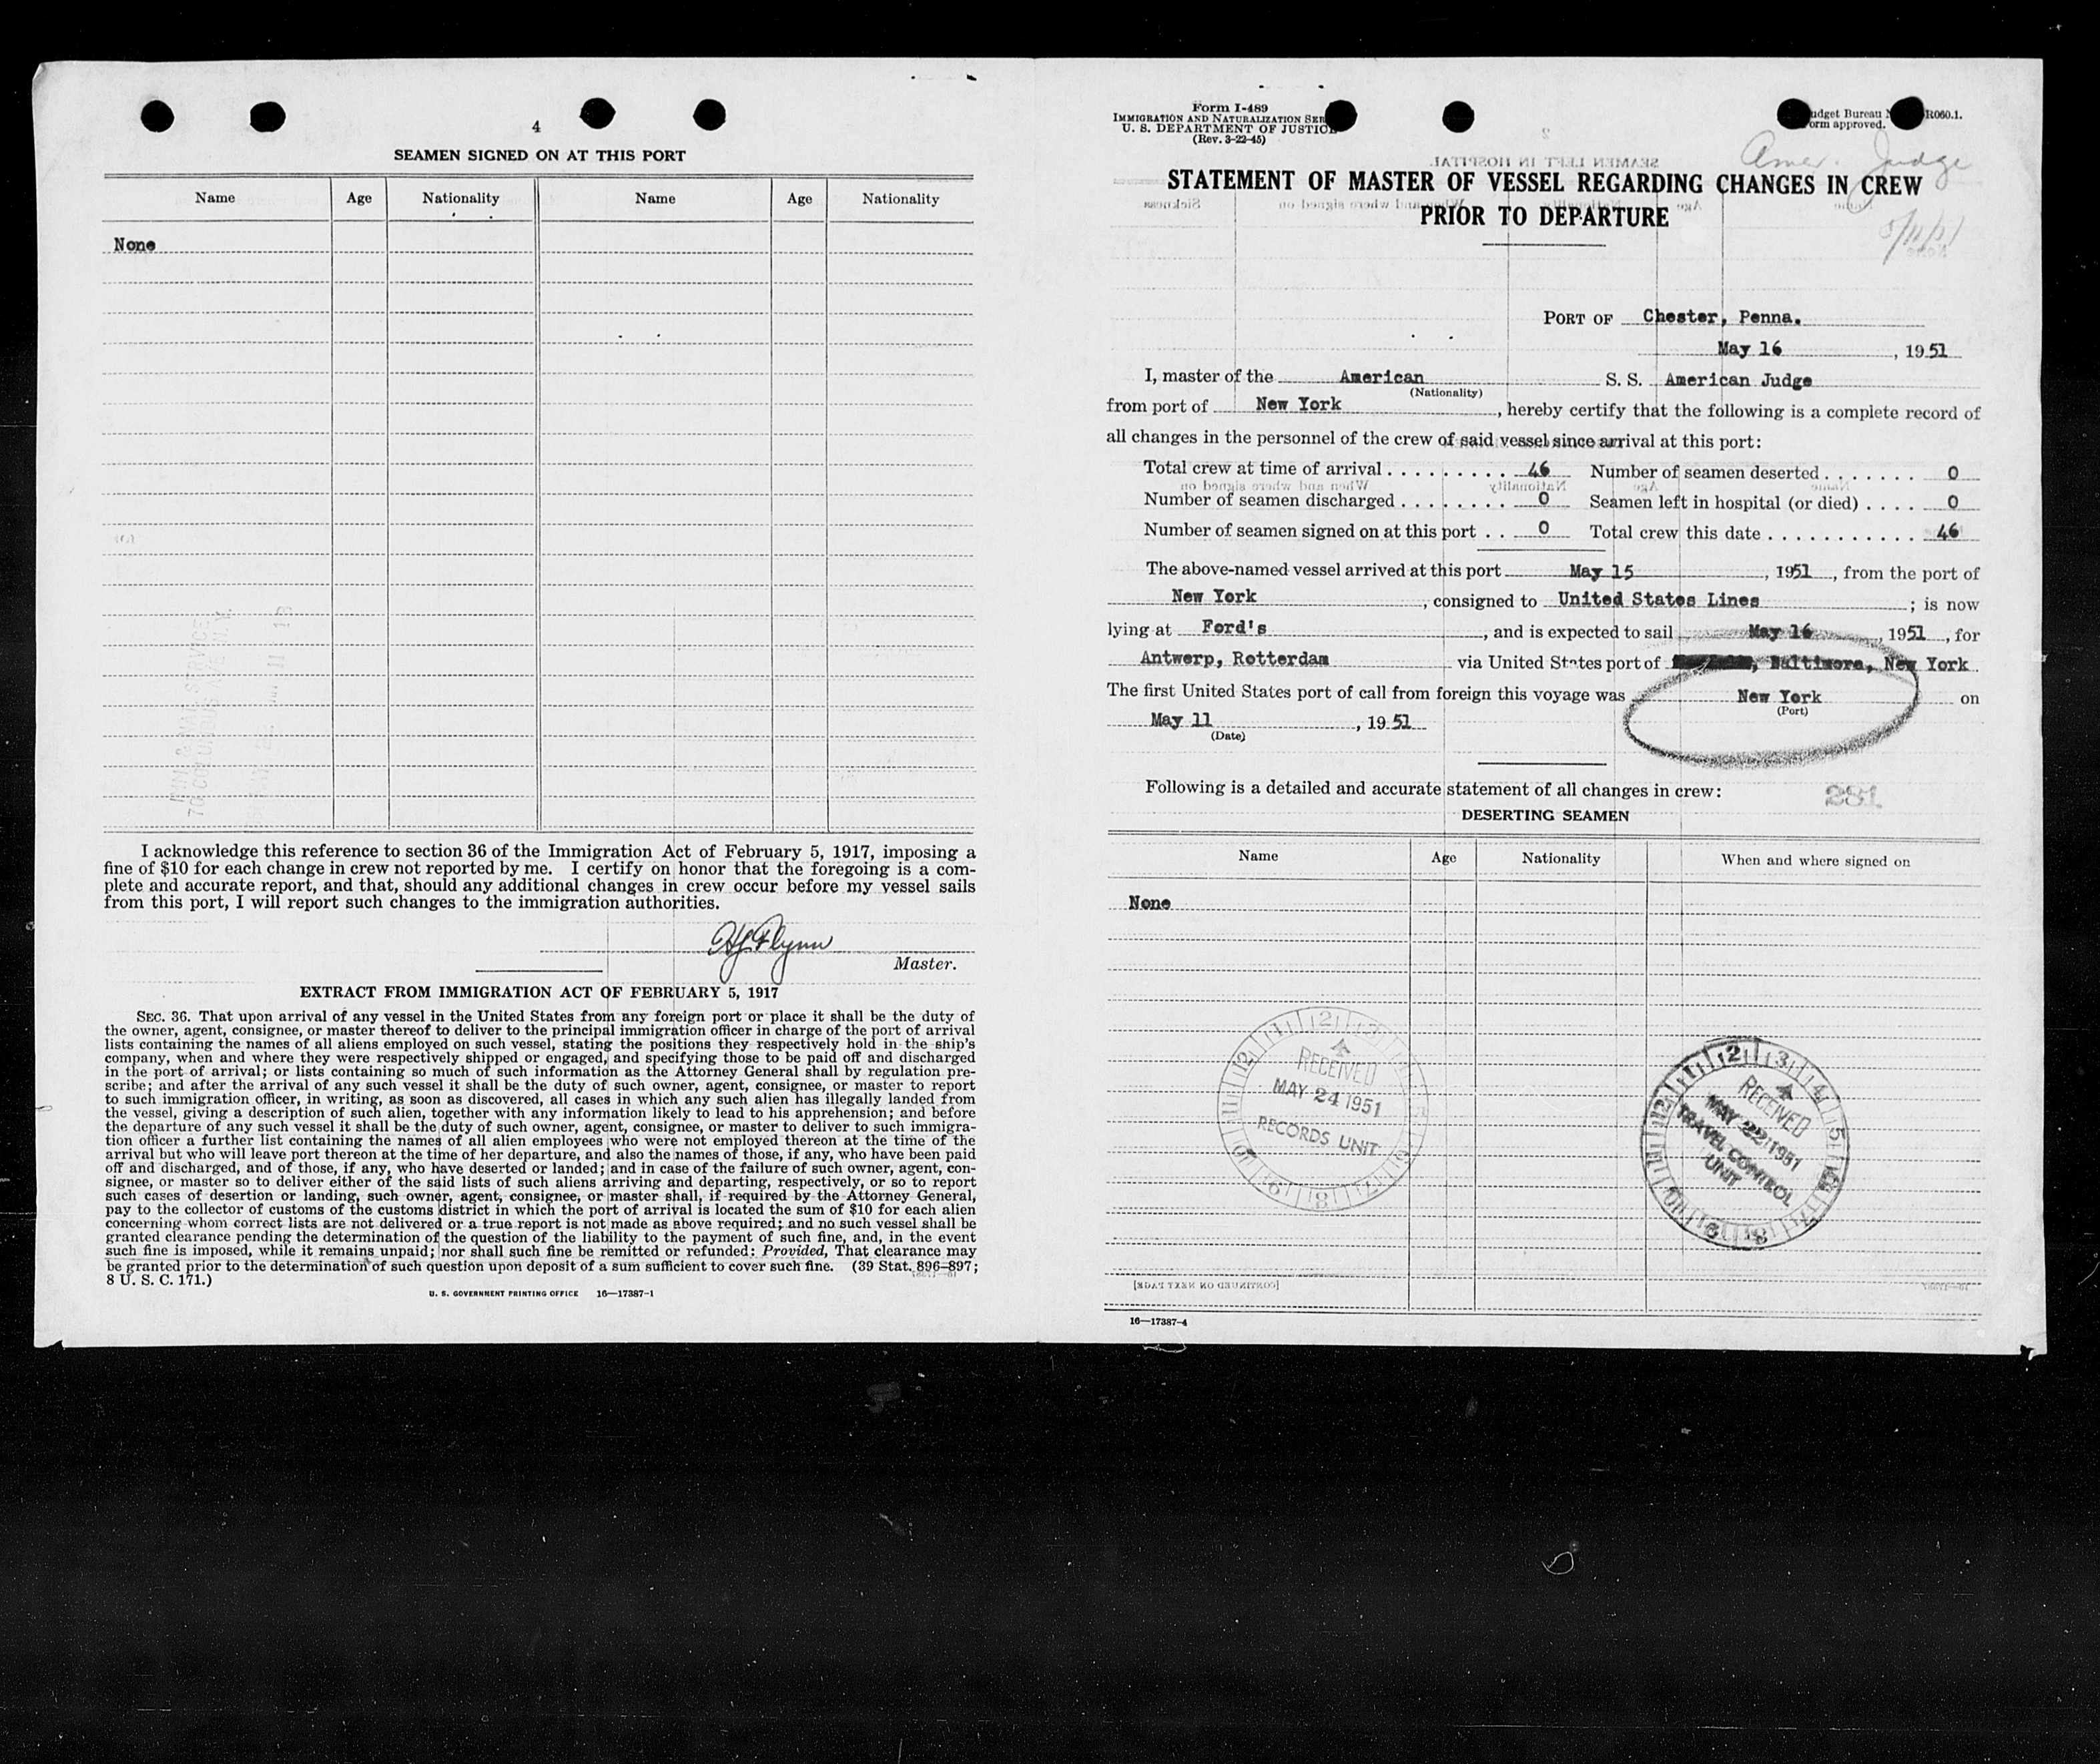 4
SEAMEN SIGNED ON AT THIS PORT
Name Age Nationality Name Age Nationality
None
I acknowledge this reference to section 36 of the Immigration Act of February 5, 1917, imposing a
fine of $10 for each change in crew not reported by me. I certify on honor that the foregoing is a com-
plete and accurate report, and that, should any additional changes in crew occur before my vessel sails
from this port, I will report such changes to the immigration authorities.
HJ Flynn
Master.
EXTRACT FROM IMMIGRATION ACT OF FEBRUARY 5, 1917
SEC. 36. That upon arrival of any vessel in the United States from any foreign port or place it shall be the duty of
the owner, agent, consignee, or master thereof to deliver to the principal immigration officer in charge of the port of arrival
lists containing the names of all aliens employed on such vessel, stating the positions they respectively hold in the ship's
company, when and where they were respectively shipped or engaged, and specifying those to be paid off and discharged
in the port of arrival; or lists containing so much of such information as the Attorney General shall by regulation pre-
scribe; and after the arrival of any such vessel it shall be the duty of such owner, agent, consignee, or master to report
to such immigration officer, in writing, as soon as discovered, all cases in which any such alien has illegally landed from
the vessel, giving a description of such alien, together with any information likely to lead to his apprehension; and before
the departure of any such vessel it shall be the duty of such owner, agent, consignee, or master to deliver to such immigra-
tion officer a further list containing the names of all alien employees who were not employed thereon at the time of the
arrival but who will leave port thereon at the time of her departure, and also the names of those, if any, who have been paid
off and discharged, and of those, if any, who have deserted or landed; and in case of the failure of such owner, agent, con-
signee, or master so to deliver either of the said lists of such aliens arriving and departing, respectively, or so to report
such cases of desertion or landing, such owner, agent, consignee, or master shall, if required by the Attorney General,
pay to the collector of customs of the customs district in which the port of arrival is located the sum of $10 for each alien
concerning whom correct lists are not delivered or a true report is not made as above required; and no such vessel shall be
granted clearance pending the determination of the question of the liability to the payment of such fine, and, in the event
such fine is imposed, while it remains unpaid; nor shall such fine be remitted or refunded: Provided, That clearance may
be granted prior to the determination of such question upon deposit of a sum sufficient to cover such fine. (39 Stat. 896-897;
8 U. S. C. 171.)
U. S. GOVERNMENT PRINTING OFFICE 16—17387-1
Form I-489
IMMIGRATION AND NATURALIZATION SER
U. S. DEPARTMENT OF JUSTICE
(Rev. 3-22-45)
udget Bureau N R060.1.
orm approved.
Amer. Judge
5/11/51
STATEMENT OF MASTER OF VESSEL REGARDING CHANGES IN CREW
PRIOR TO DEPARTURE
PORT OF Chester, Penna.
May 16, 1951
I, master of the American S. S. American Judge
(Nationality)
from port of New York, hereby certify that the following is a complete record of
all changes in the personnel of the crew of said vessel since arrival at this port:
Total crew at time of arrival . . . . . . . . . 46 Number of seamen deserted . . . . . . . 0
Number of seamen discharged . . . . . . . . 0 Seamen left in hospital (or died) . . . . 0
Number of seamen signed on at this port . . 0 Total crew this date . . . . . . . . . . . 46
The above-named vessel arrived at this port May 15, 1951, from the port of
New York, consigned to United States Lines; is now
lying at Ford's, and is expected to sail May 16, 1951, for
Antwerp, Rotterdam via United States port of , Baltimore, New York
The first United States port of call from foreign this voyage was New York on
(Port)
May 11, 1951
(Date)
Following is a detailed and accurate statement of all changes in crew:
281
DESERTING SEAMEN
Name Age Nationality When and where signed on
None
RECEIVED
MAY 24 1951
RECORDS UNIT
RECEIVED
MAY 22 1951
TRAVEL CONTROL
UNIT
16—17387-4